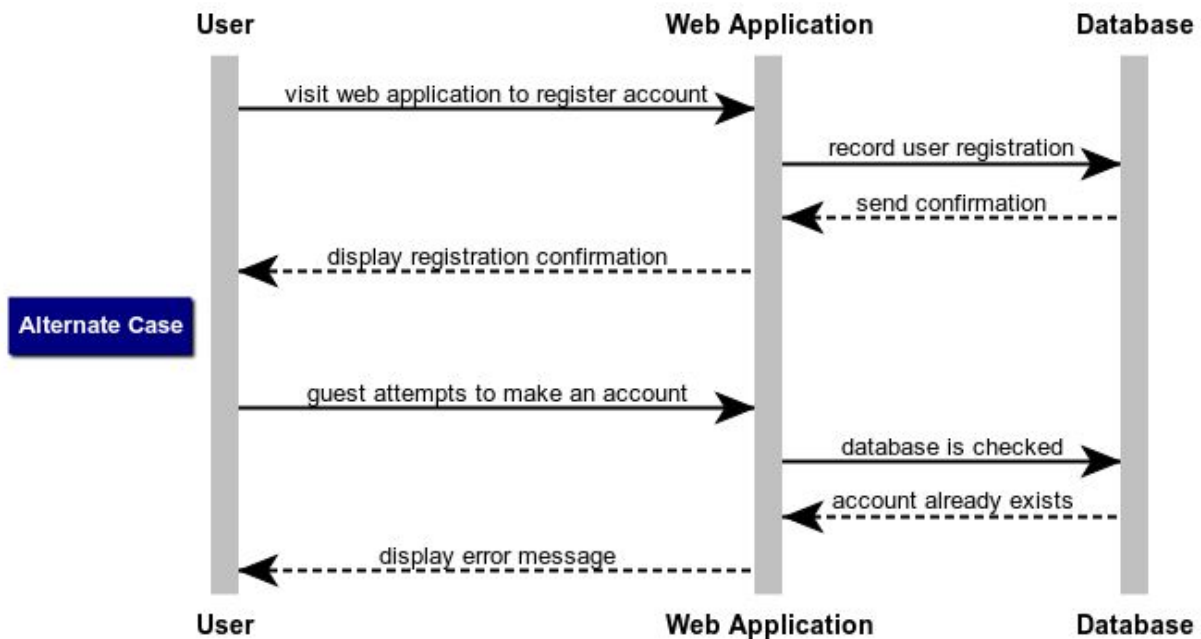 User
Web Application
Database
visit web application to register account
record user registration
send confirmation
display registration confirmation
Alternate Case
guest attempts to make an account
database is checked
account already exists
display error message
User
Web Application
Database